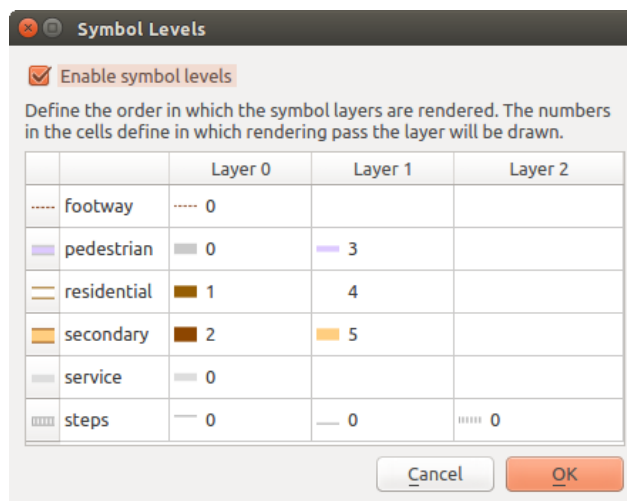 Symbol Levels
Enable symbol levels
Define the order in which the symbol layers are rendered. The numbers
in the cells define in which rendering pass the layer will be drawn.
Layer 0 Layer 1 Layer 2
footway 0
pedestrian 0 3
residential 1 4
secondary 2 5
service 0
steps 0 0 0
Cancel OK